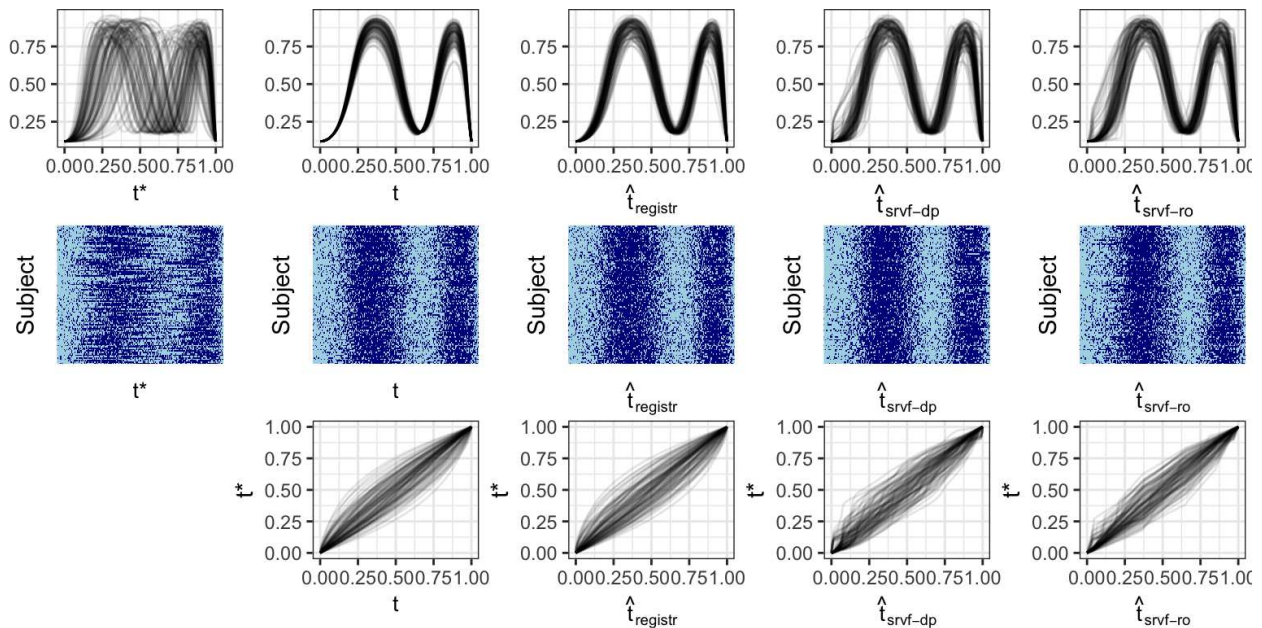 0.75 0.75 0.75 0.75 0.75
0.50 0.50 0.50 0.50 0.50
0.25 0.25 0.25 0.25 0.25
0.000.250.500.751.00 0.000.250.500.751.00 0.000.250.500.751.00 0.000.250.500.751.00 0.000.250.500.751.00
t* t t̂registr t̂srvf−dp t̂srvf−ro
Subject Subject Subject Subject Subject
t* t t̂registr t̂srvf−dp t̂srvf−ro
1.00 1.00 1.00 1.00
0.75 0.75 0.75 0.75
t* 0.50 t* 0.50 t* 0.50 t* 0.50
0.25 0.25 0.25 0.25
0.00 0.00 0.00 0.00
0.000.250.500.751.00 0.000.250.500.751.00 0.000.250.500.751.00 0.000.250.500.751.00
t t̂registr t̂srvf−dp t̂srvf−ro